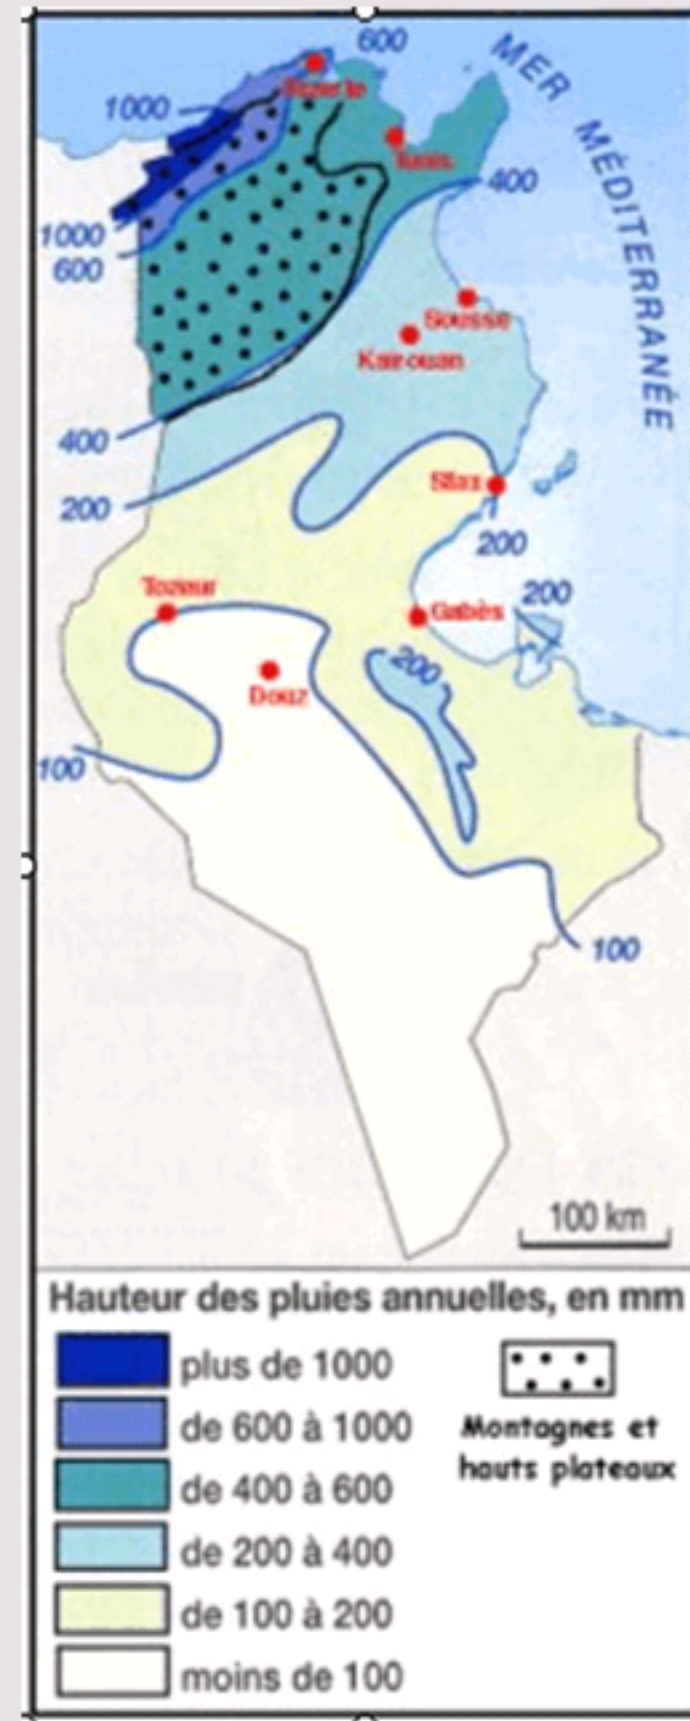 600
MER MÉDITERRANÉE
1000
Bizerte
Tunis
400
1000
600
Sousse
Kairouan
400
200
Sfax
200
Tozeur
200
Gabès
200
Douz
100
100
100 km
Hauteur des pluies annuelles, en mm
plus de 1000
de 600 à 1000
Montagnes et
hauts plateaux
de 400 à 600
de 200 à 400
de 100 à 200
moins de 100